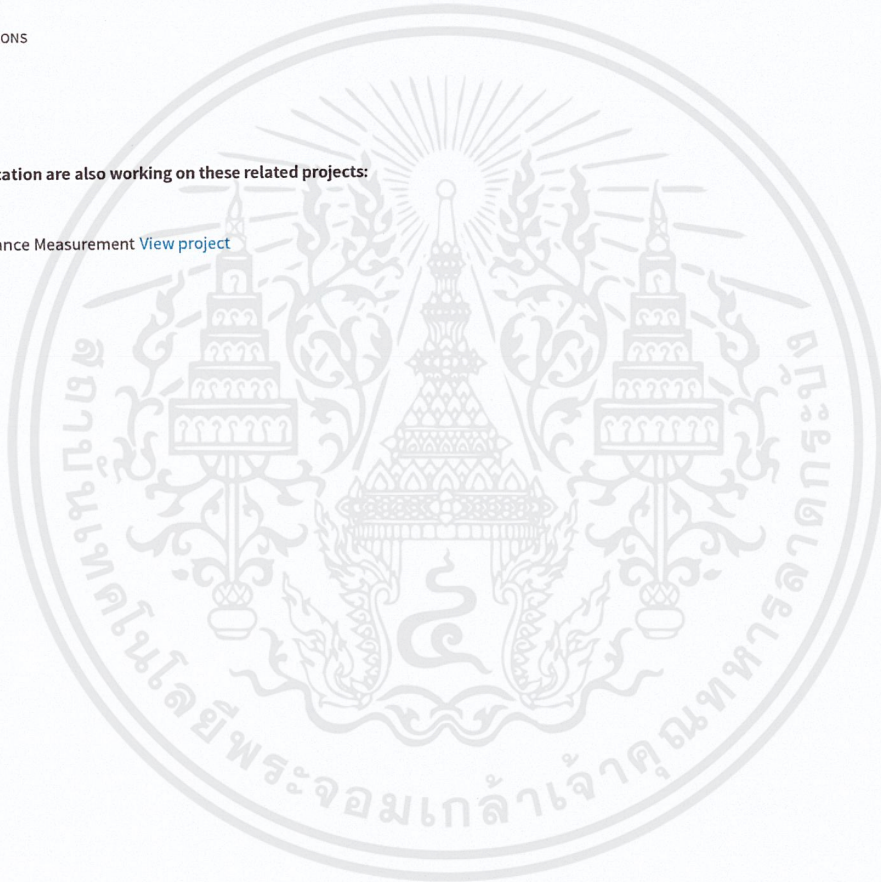 ONS
cation are also working on these related projects:
ance Measurement View project
๔
สถาบันเทคโนโลยีพระจอมเกล้าเจ้าคุณทหารลาดกระบัง